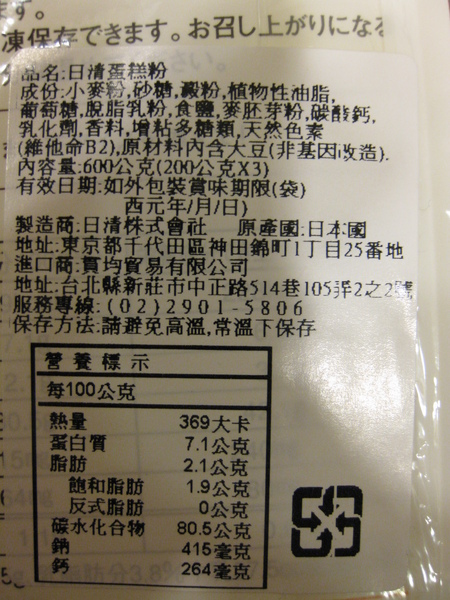 ます。
凍保存できます。お召し上がりになる
品名:日清蛋糕粉
成份:小麥粉,砂糖,澱粉,植物性油脂,
葡萄糖,脫脂乳粉,食鹽,麥胚芽粉,碳酸鈣,
乳化劑,香料,增粘多糖類,天然色素
(維他命B2),原材料內含大豆(非基因改造).
內容量:600公克(200公克X3)
有效日期:如外包裝賞味期限(袋)
西元年/月/日)
製造商:日清株式會社 原產國:日本國
地址:東京都千代田區神田錦町1丁目25番地
進口商:貫均貿易有限公司
地址:台北縣新莊市中正路514巷105弄2之2號
服務專線:(02)2901-5806
保存方法:請避免高溫,常溫下保存
營養標示
每100公克
熱量 369大卡
蛋白質 7.1公克
脂肪 2.1公克
飽和脂肪 1.9公克
反式脂肪 0公克
碳水化合物 80.5公克
鈉 415毫克
鈣 264毫克